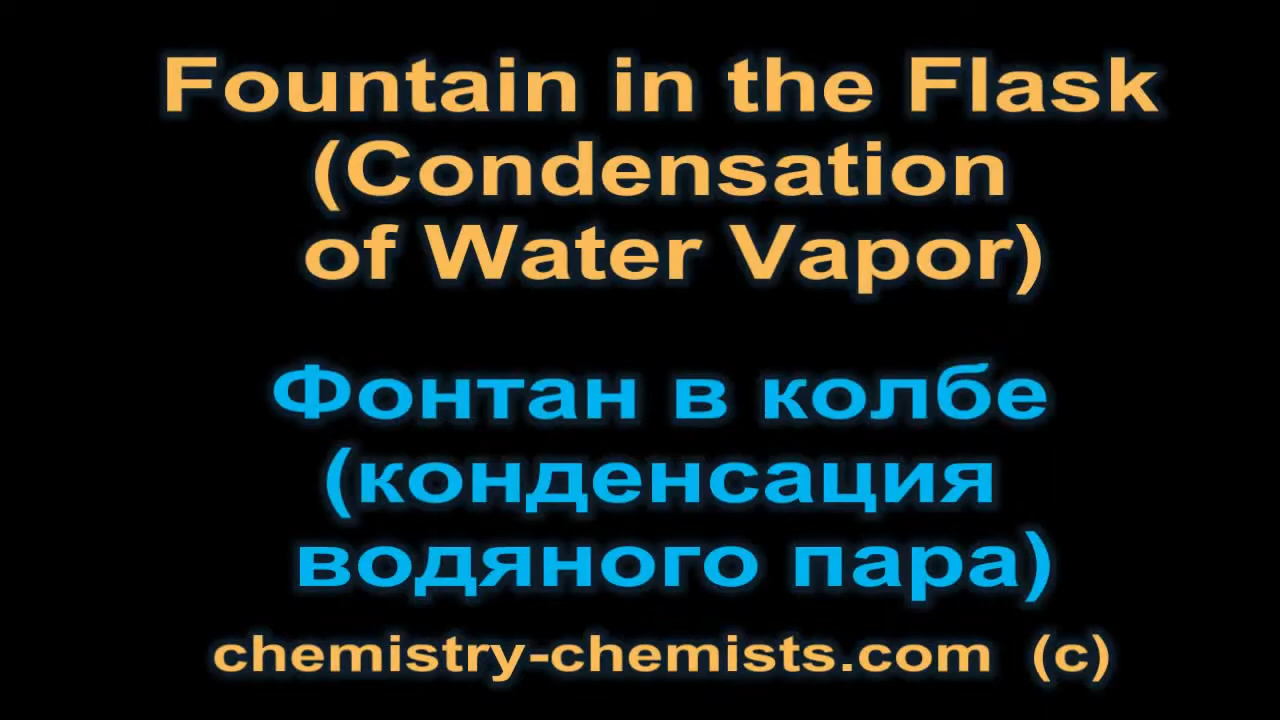 Fountain in the Flask
(Condensation
of Water Vapor)
Фонтан в колбе
(конденсация
водяного пара)
chemistry-chemists.com (c)